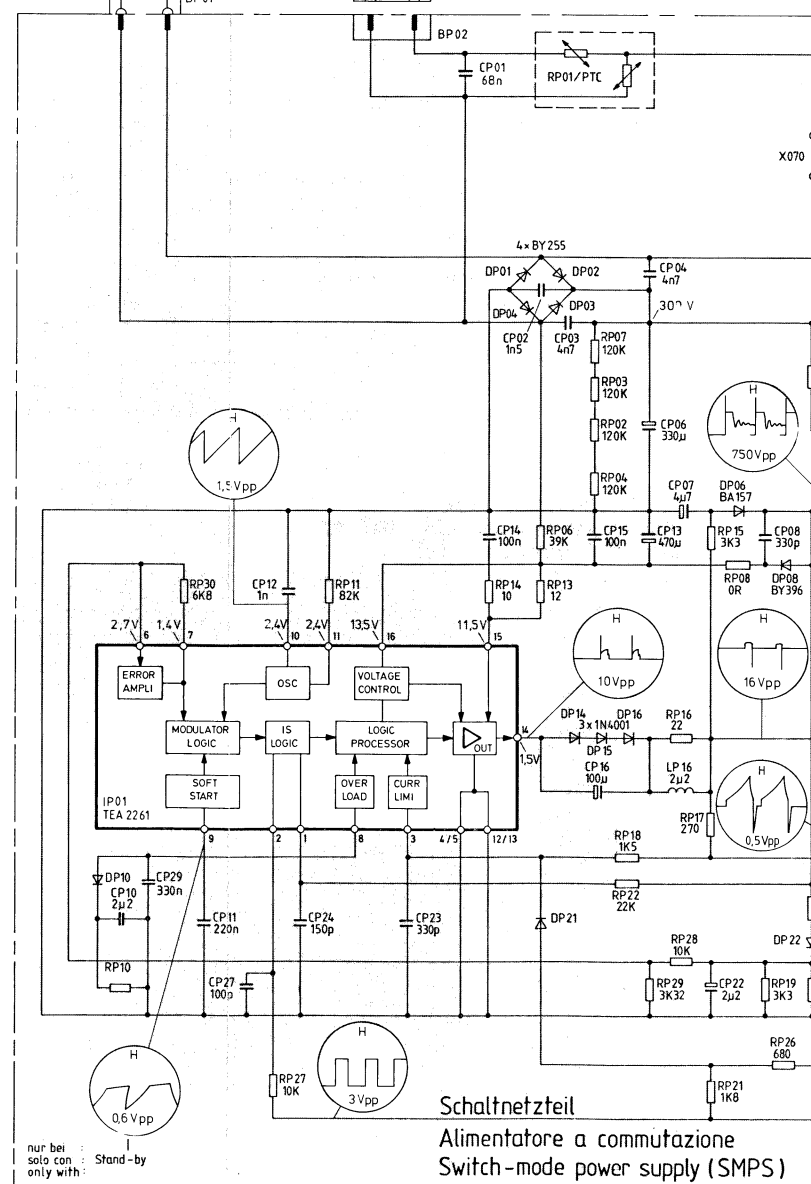 BP02
CP01
68n
RP01/PTC
X070
4xBY255
DP01
DP02
CP04
4n7
DP04
DP03
CP02
1n5
CP03
4n7
RP07
120K
RP03
120K
RP02
120K
RP04
120K
CP06
330µ
H
1,5Vpp
H
750Vpp
CP07
4µ7
DP06
BA157
CP14
100n
RP06
39K
CP15
100n
CP13
470µ
RP15
3K3
CP08
330p
RP30
6K8
CP12
1n
RP11
82K
RP14
10
RP13
12
RP08
0R
DP08
BY396
2,7V
6
1,4V
7
2,4V
10
2,4V
11
13,5V
16
11,5V
15
H
10Vpp
H
16Vpp
ERROR
AMPLI
OSC
VOLTAGE
CONTROL
MODULATOR
LOGIC
IS
LOGIC
LOGIC
PROCESSOR
OUT
14
1,5V
DP14
DP16
3x1N4001
DP15
CP16
100µ
RP16
22
LP16
2µ2
SOFT
START
OVER
LOAD
CURR
LIMI
IP01
TEA 2261
9
2
1
8
3
4/5
12/13
RP17
270
H
0,5Vpp
RP18
1K5
RP22
22K
DP10
CP10
2µ2
CP29
330n
CP11
220n
CP24
150p
CP23
330p
DP21
RP28
10K
DP22
RP10
CP27
100p
RP29
3K32
CP22
2µ2
RP19
3K3
H
0,6Vpp
RP27
10K
H
3Vpp
RP26
680
RP21
1K8
Schaltnetzteil
Alimentatore a commutazione
Switch-mode power supply (SMPS)
nur bei :
solo con : Stand-by
only with :